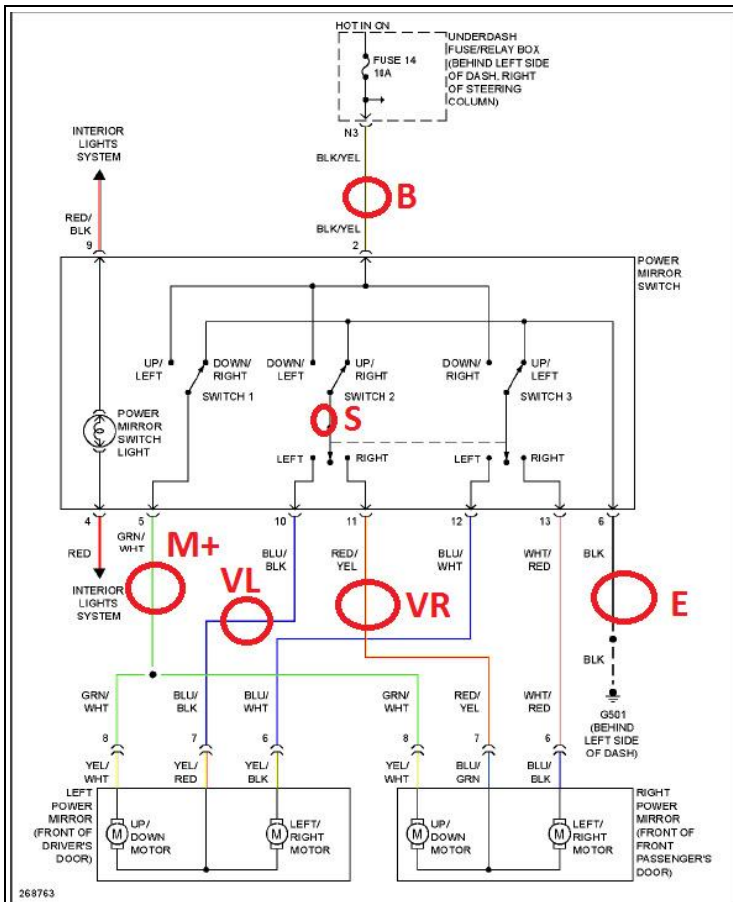 HOT IN ON
FUSE 14
10A
UNDERDASH
FUSE/RELAY BOX
(BEHIND LEFT SIDE
OF DASH, RIGHT
OF STEERING
COLUMN)
N3
INTERIOR
LIGHTS
SYSTEM
BLK/YEL
B
RED/
BLK
BLK/YEL
9
2
POWER
MIRROR
SWITCH
UP/
LEFT
DOWN/
RIGHT
DOWN/
LEFT
UP/
RIGHT
DOWN/
RIGHT
UP/
LEFT
SWITCH 1
SWITCH 2
SWITCH 3
POWER
MIRROR
SWITCH
LIGHT
S
LEFT
RIGHT
LEFT
RIGHT
4
5
10
11
12
13
6
RED
GRN/
WHT
BLU/
BLK
RED/
YEL
BLU/
WHT
WHT/
RED
BLK
M+
VL
VR
E
INTERIOR
LIGHTS
SYSTEM
BLK
GRN/
WHT
BLU/
BLK
BLU/
WHT
GRN/
WHT
RED/
YEL
WHT/
RED
G501
(BEHIND
LEFT SIDE
OF DASH)
8
7
6
8
7
6
YEL/
WHT
YEL/
RED
YEL/
BLK
YEL/
WHT
BLU/
GRN
BLU/
BLK
LEFT
POWER
MIRROR
(FRONT OF
DRIVER'S
DOOR)
M
UP/
DOWN
MOTOR
M
LEFT/
RIGHT
MOTOR
M
UP/
DOWN
MOTOR
M
LEFT/
RIGHT
MOTOR
RIGHT
POWER
MIRROR
(FRONT OF
FRONT
PASSENGER'S
DOOR)
268763